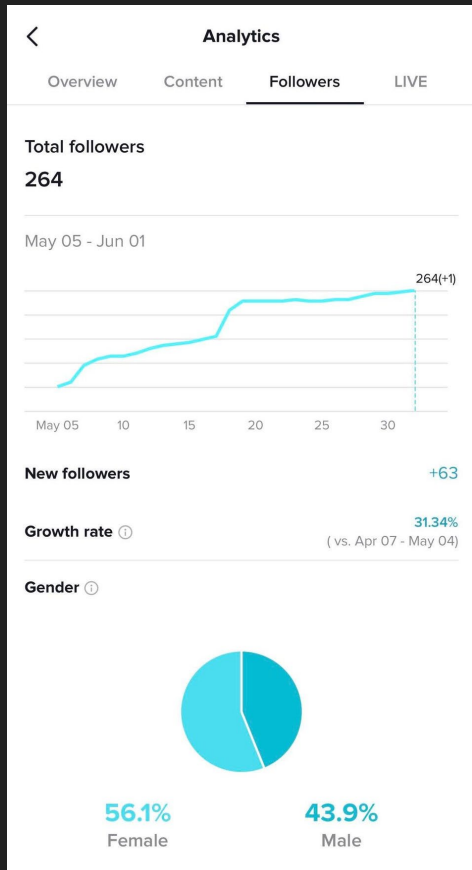 Analytics
Overview Content Followers LIVE
Total followers
264
May 05 - Jun 01
264(+1)
May 05 10 15 20 25 30
New followers +63
Growth rate 31.34%
( vs. Apr 07 - May 04)
Gender
56.1% 43.9%
Female Male